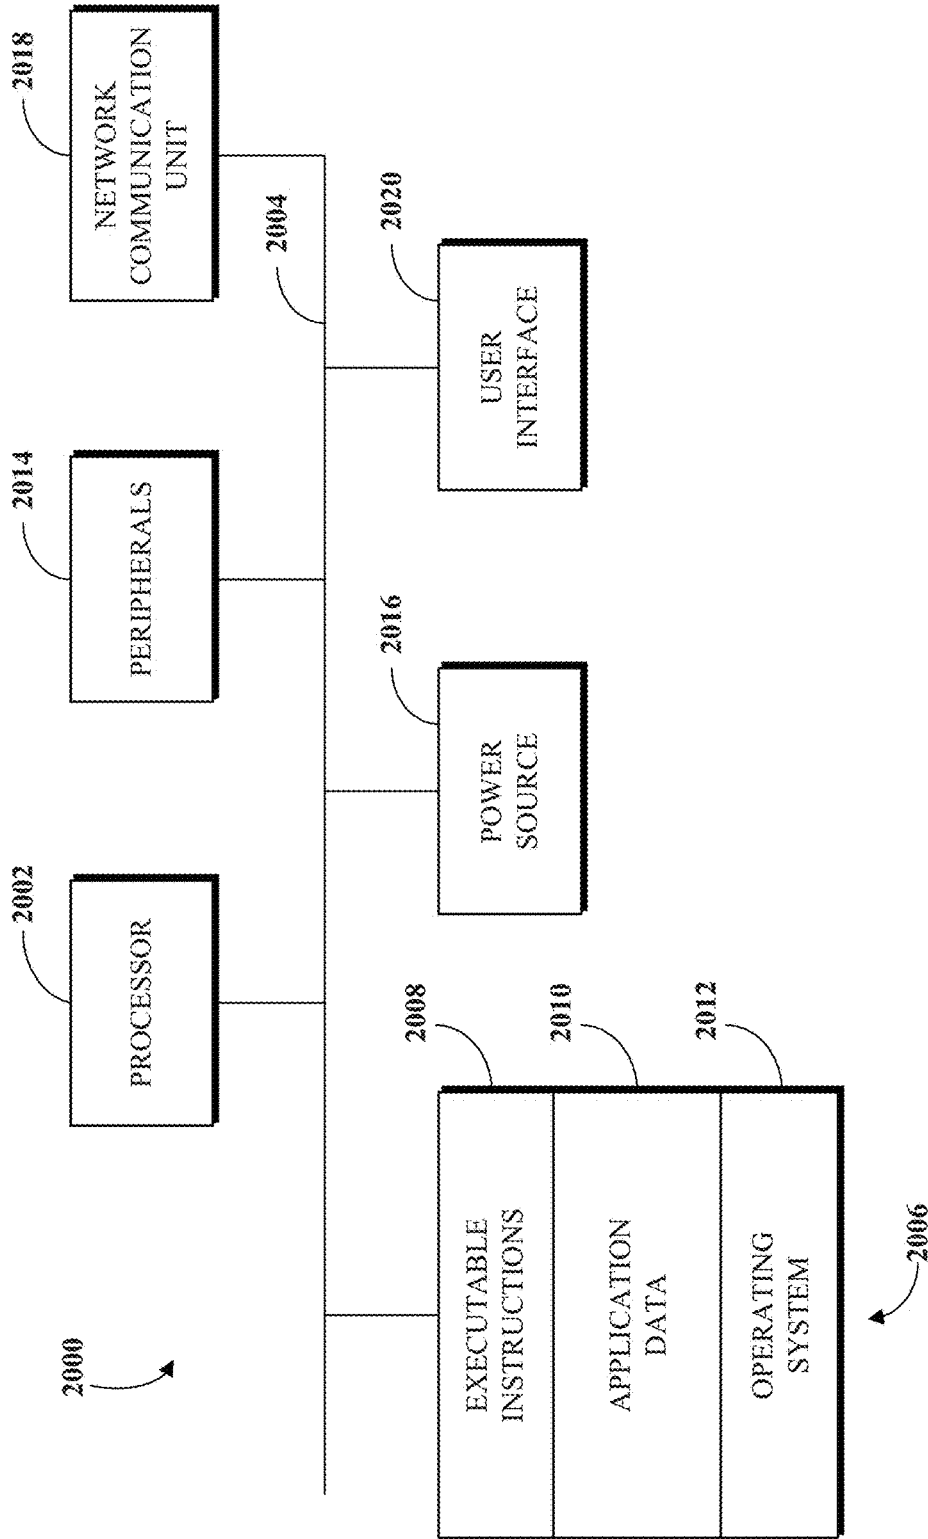 2000
2002
PROCESSOR
2014
PERIPHERALS
2018
NETWORK
COMMUNICATION
UNIT
2004
2008
EXECUTABLE
INSTRUCTIONS
2010
APPLICATION
DATA
2012
OPERATING
SYSTEM
2006
2016
POWER
SOURCE
2020
USER
INTERFACE